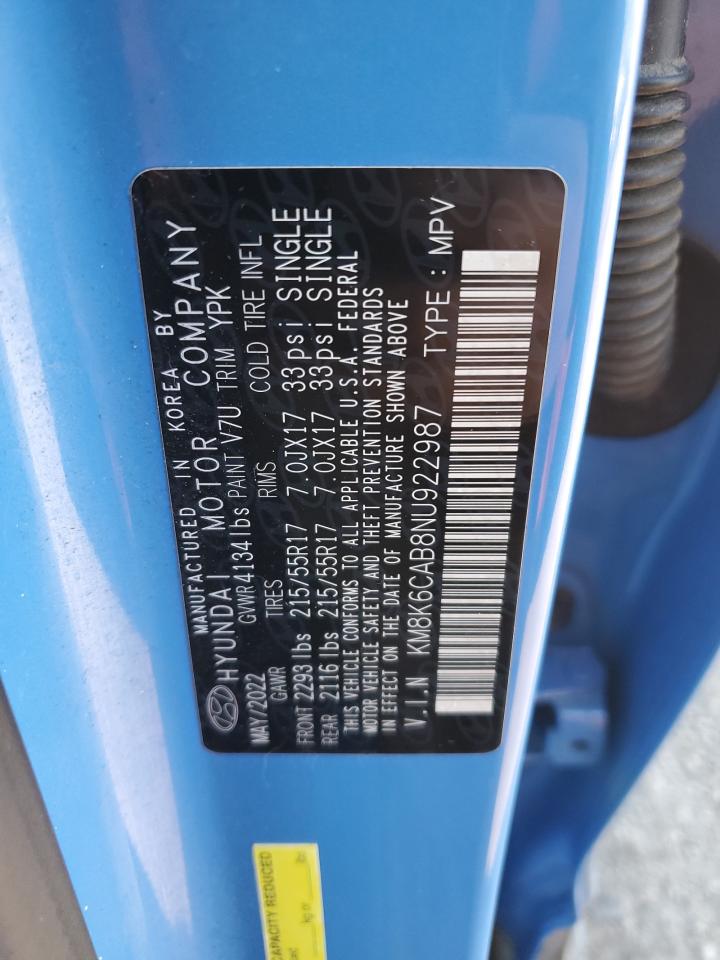 MANUFACTURED IN KOREA BY
HYUNDAI MOTOR COMPANY
MAY/2022 GVWR 4134 lbs PAINT V7U TRIM YPK
GAWR TIRES RIMS COLD TIRE INFL
FRONT 2293 lbs 215/55R17 7.0JX17 33psi SINGLE
REAR 2116 lbs 215/55R17 7.0JX17 33psi SINGLE
THIS VEHICLE CONFORMS TO ALL APPLICABLE U.S.A. FEDERAL
MOTOR VEHICLE SAFETY AND THEFT PREVENTION STANDARDS
IN EFFECT ON THE DATE OF MANUFACTURE SHOWN ABOVE
V.I.N KM8K6CAB8NU922987 TYPE : MPV
CAPACITY REDUCED
kg or lb